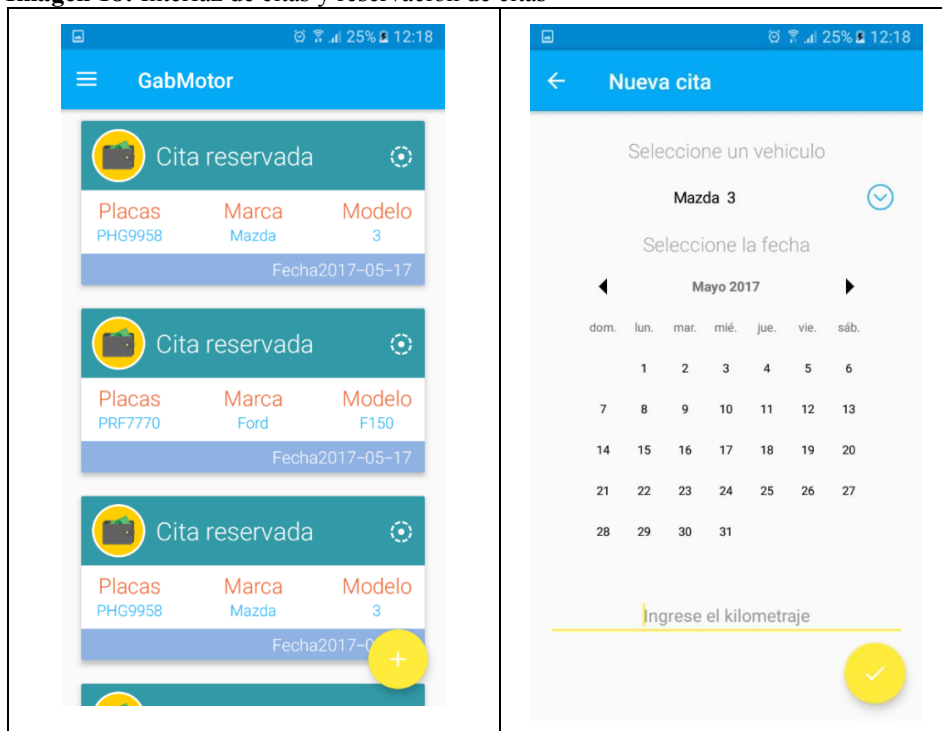 Imagen 18: Interfaz de citas y reservación de citas
25% 12:18
GabMotor
Cita reservada
Placas Marca Modelo
PHG9958 Mazda 3
Fecha2017-05-17
Cita reservada
Placas Marca Modelo
PRF7770 Ford F150
Fecha2017-05-17
Cita reservada
Placas Marca Modelo
PHG9958 Mazda 3
Fecha2017-0
25% 12:18
Nueva cita
Seleccione un vehiculo
Mazda 3
Seleccione la fecha
Mayo 2017
dom. lun. mar. mié. jue. vie. sáb.
1 2 3 4 5 6
7 8 9 10 11 12 13
14 15 16 17 18 19 20
21 22 23 24 25 26 27
28 29 30 31
Ingrese el kilometraje